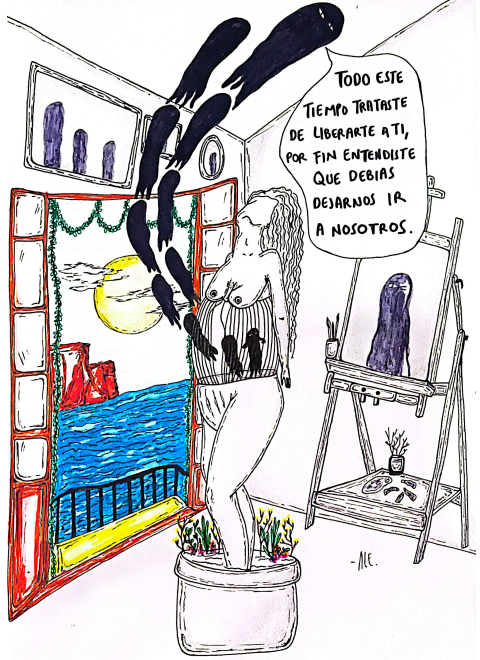 TODO ESTE
TIEMPO TRATASTE
DE LIBERARTE A TI,
POR FIN ENTENDISTE
QUE DEBIAS
DEJARNOS IR
A NOSOTROS.
-ALE.